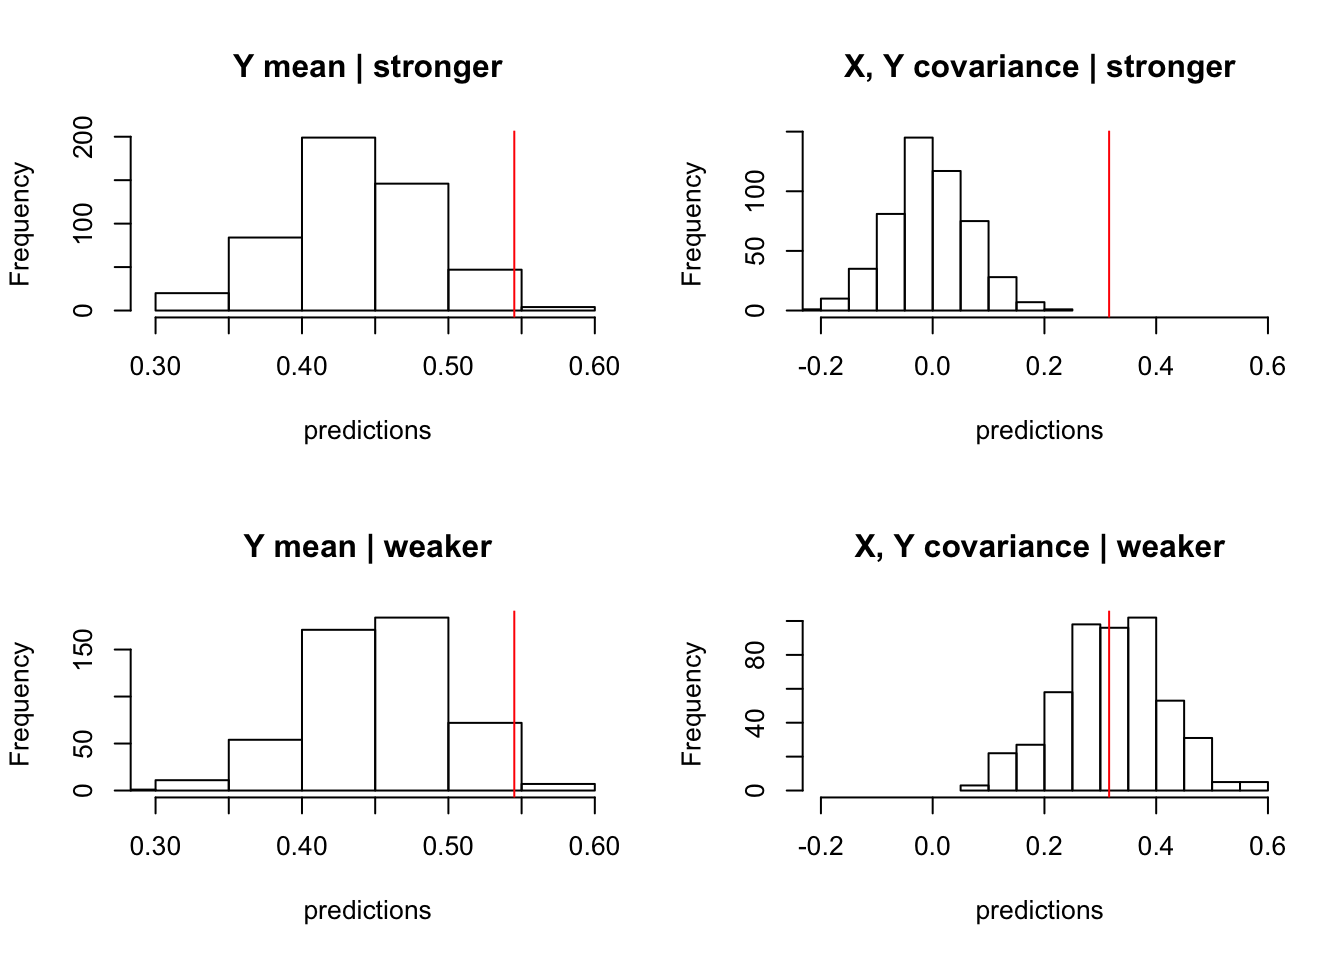 Y mean | stronger
Frequency
0 100 200
0.30 0.40 0.50 0.60
predictions
X, Y covariance | stronger
Frequency
0 50 100
-0.2 0.0 0.2 0.4 0.6
predictions
Y mean | weaker
Frequency
0 50 150
0.30 0.40 0.50 0.60
predictions
X, Y covariance | weaker
Frequency
0 40 80
-0.2 0.0 0.2 0.4 0.6
predictions